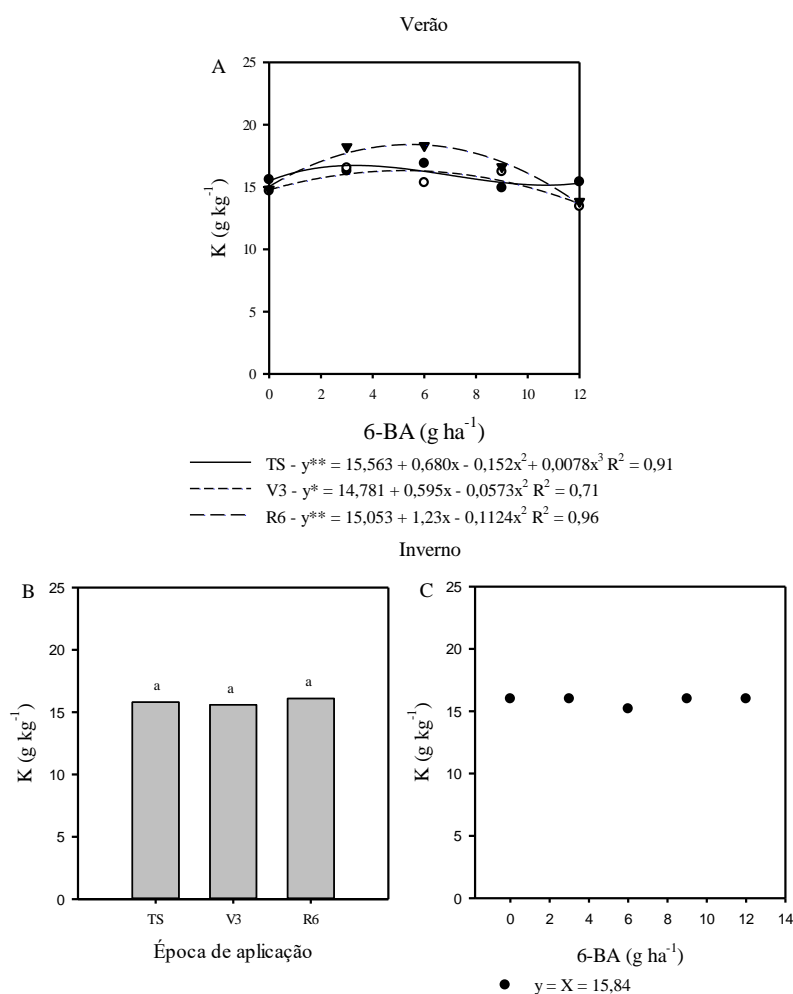 Verão
A
25
20
15
10
5
0
K (g kg⁻¹)
0 2 4 6 8 10 12
6-BA (g ha⁻¹)
TS - y** = 15,563 + 0,680x - 0,152x²+ 0,0078x³ R² = 0,91
V3 - y* = 14,781 + 0,595x - 0,0573x² R² = 0,71
R6 - y** = 15,053 + 1,23x - 0,1124x² R² = 0,96
Inverno
B
25
20
15
10
5
0
K (g kg⁻¹)
a a a
TS V3 R6
Época de aplicação
C
25
20
15
10
5
0
K (g kg⁻¹)
0 2 4 6 8 10 12 14
6-BA (g ha⁻¹)
y = X = 15,84